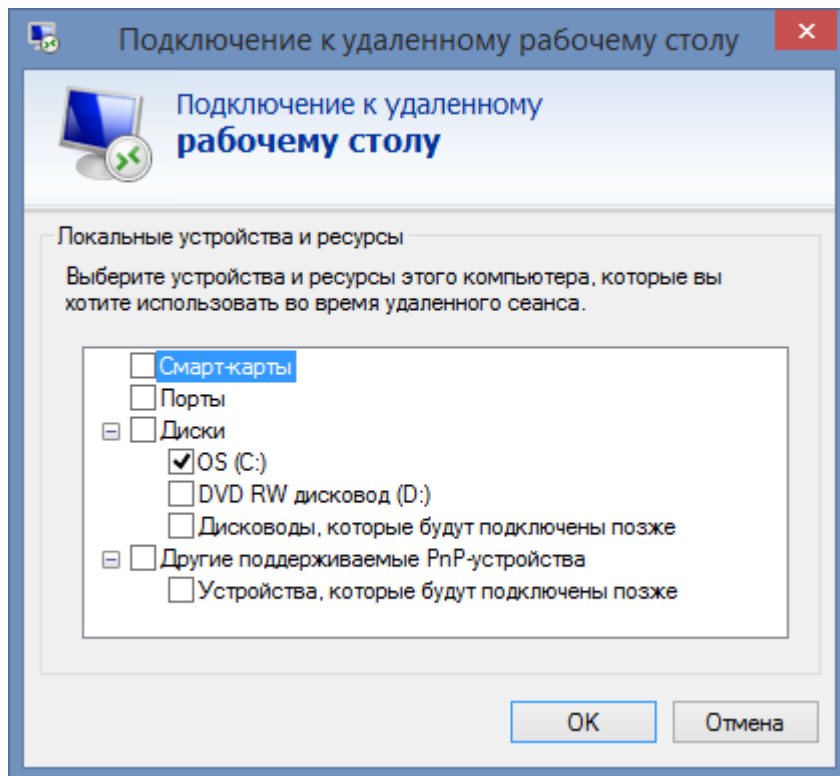 Подключение к удаленному рабочему столу
Подключение к удаленному
рабочему столу
Локальные устройства и ресурсы
Выберите устройства и ресурсы этого компьютера, которые вы
хотите использовать во время удаленного сеанса.
Смарт-карты
Порты
Диски
OS (C:)
DVD RW дисковод (D:)
Дисководы, которые будут подключены позже
Другие поддерживаемые PnP-устройства
Устройства, которые будут подключены позже
OK
Отмена